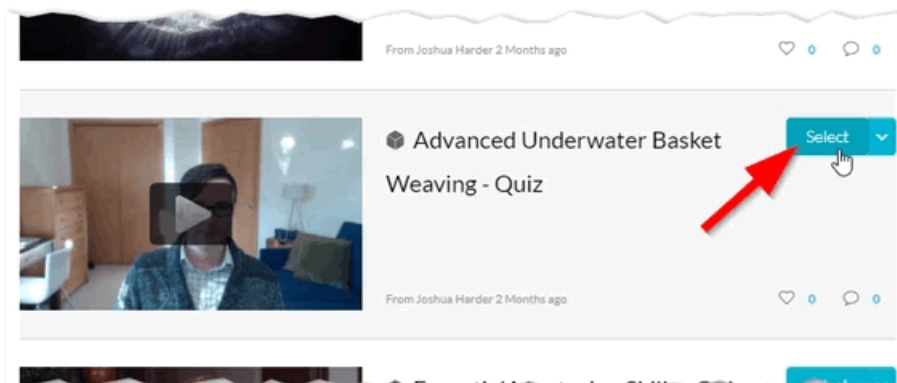 From Joshua Harder 2 Months ago
0 0
Advanced Underwater Basket
Select
Weaving - Quiz
From Joshua Harder 2 Months ago
0 0